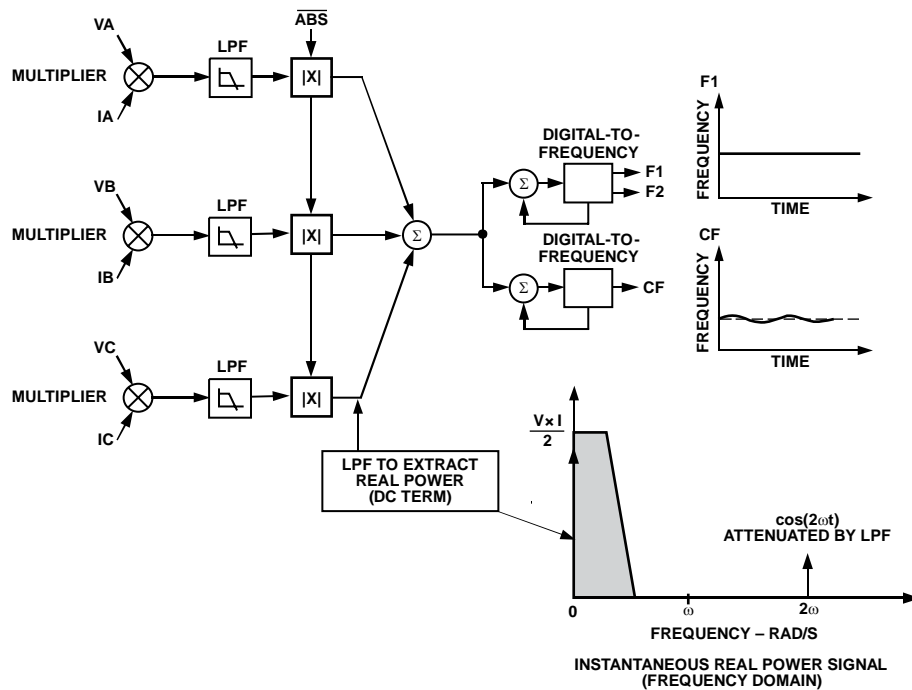 VA
ABS
LPF
MULTIPLIER
|X|
IA
F1
FREQUENCY
TIME
VB
LPF
MULTIPLIER
|X|
IB
Σ
DIGITAL-TO-
FREQUENCY
Σ
F1
F2
DIGITAL-TO-
FREQUENCY
Σ
CF
CF
FREQUENCY
TIME
VC
LPF
MULTIPLIER
|X|
IC
LPF TO EXTRACT
REAL POWER
(DC TERM)
V × I
2
cos(2ωt)
ATTENUATED BY LPF
0
ω
2ω
FREQUENCY – RAD/S
INSTANTANEOUS REAL POWER SIGNAL
(FREQUENCY DOMAIN)